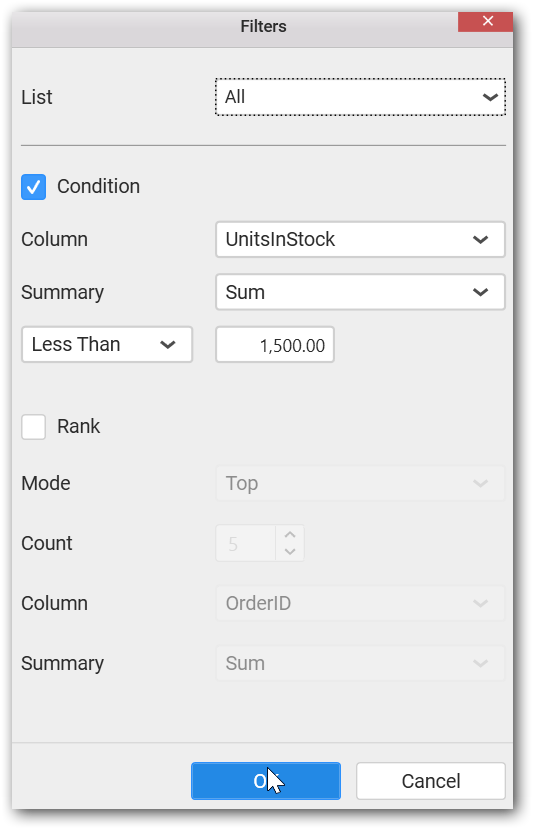 Filters
List All
Condition
Column UnitsInStock
Summary Sum
Less Than 1,500.00
Rank
Mode Top
Count 5
Column OrderID
Summary Sum
Cancel